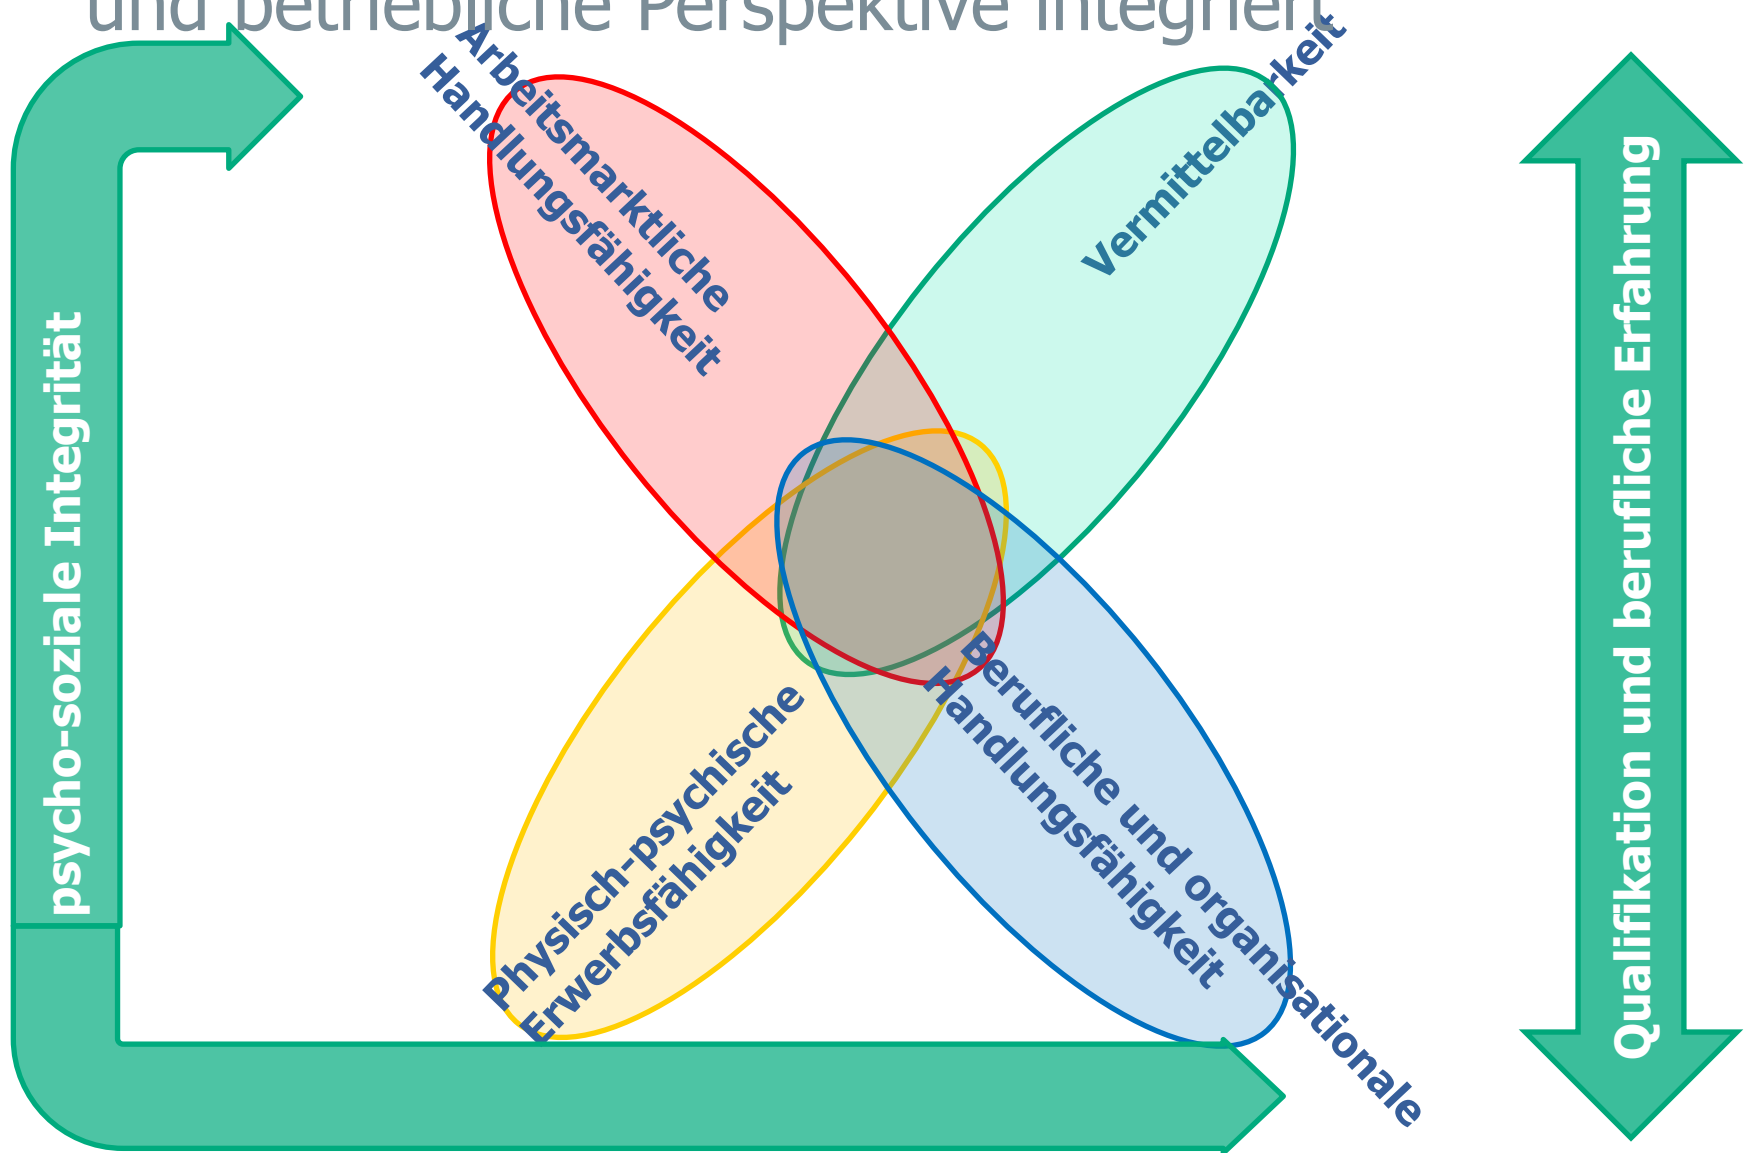 und betriebliche Perspektive integriert
Arbeitsmarktliche
Handlungsfähigkeit
Vermittelbarkeit
psycho-soziale Integrität
Qualifikation und berufliche Erfahrung
Physisch-psychische
Erwerbsfähigkeit
Berufliche und organisationale
Handlungsfähigkeit